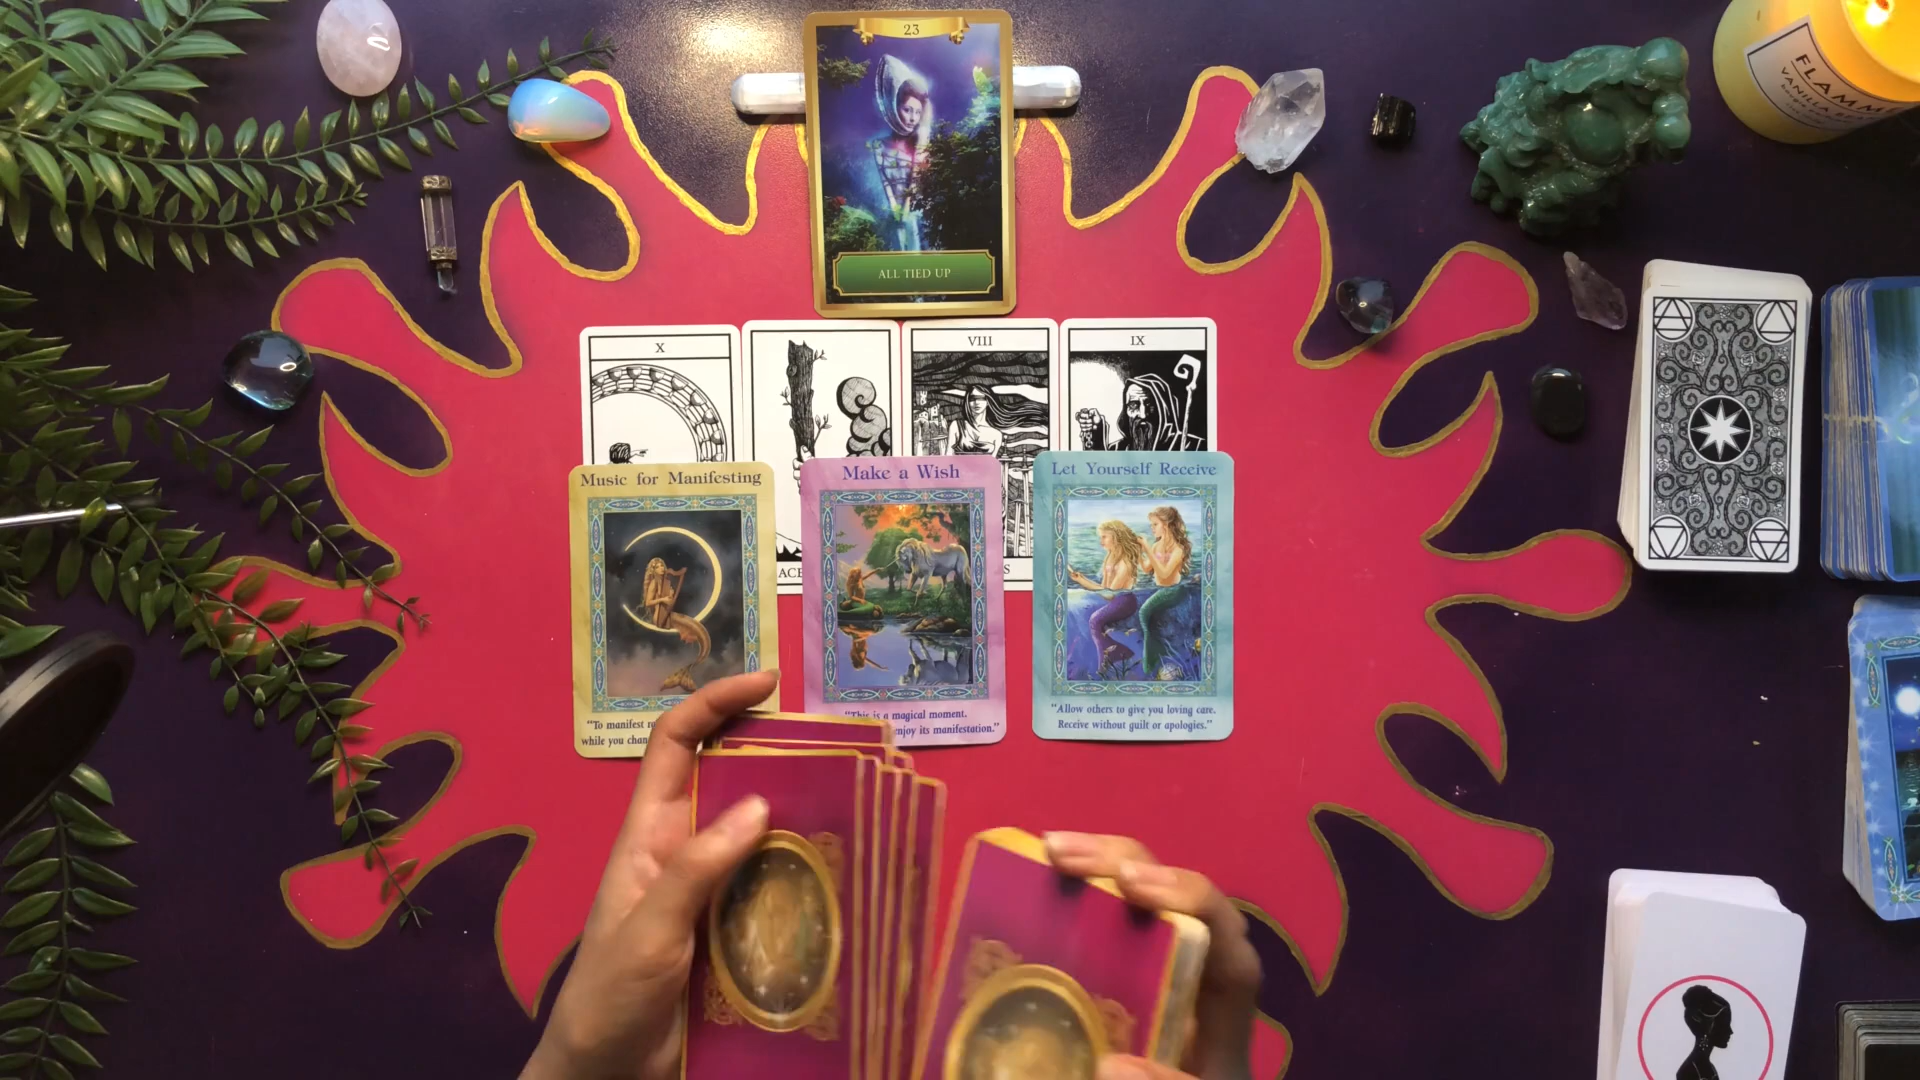 23
ALL TIED UP
X
VIII
IX
ACE
S
Music for Manifesting
Make a Wish
Let Yourself Receive
"To manifest
while you chan
"This is a magical moment.
enjoy its manifestation."
"Allow others to give you loving care.
Receive without guilt or apologies."
FLAMM
VANILLA